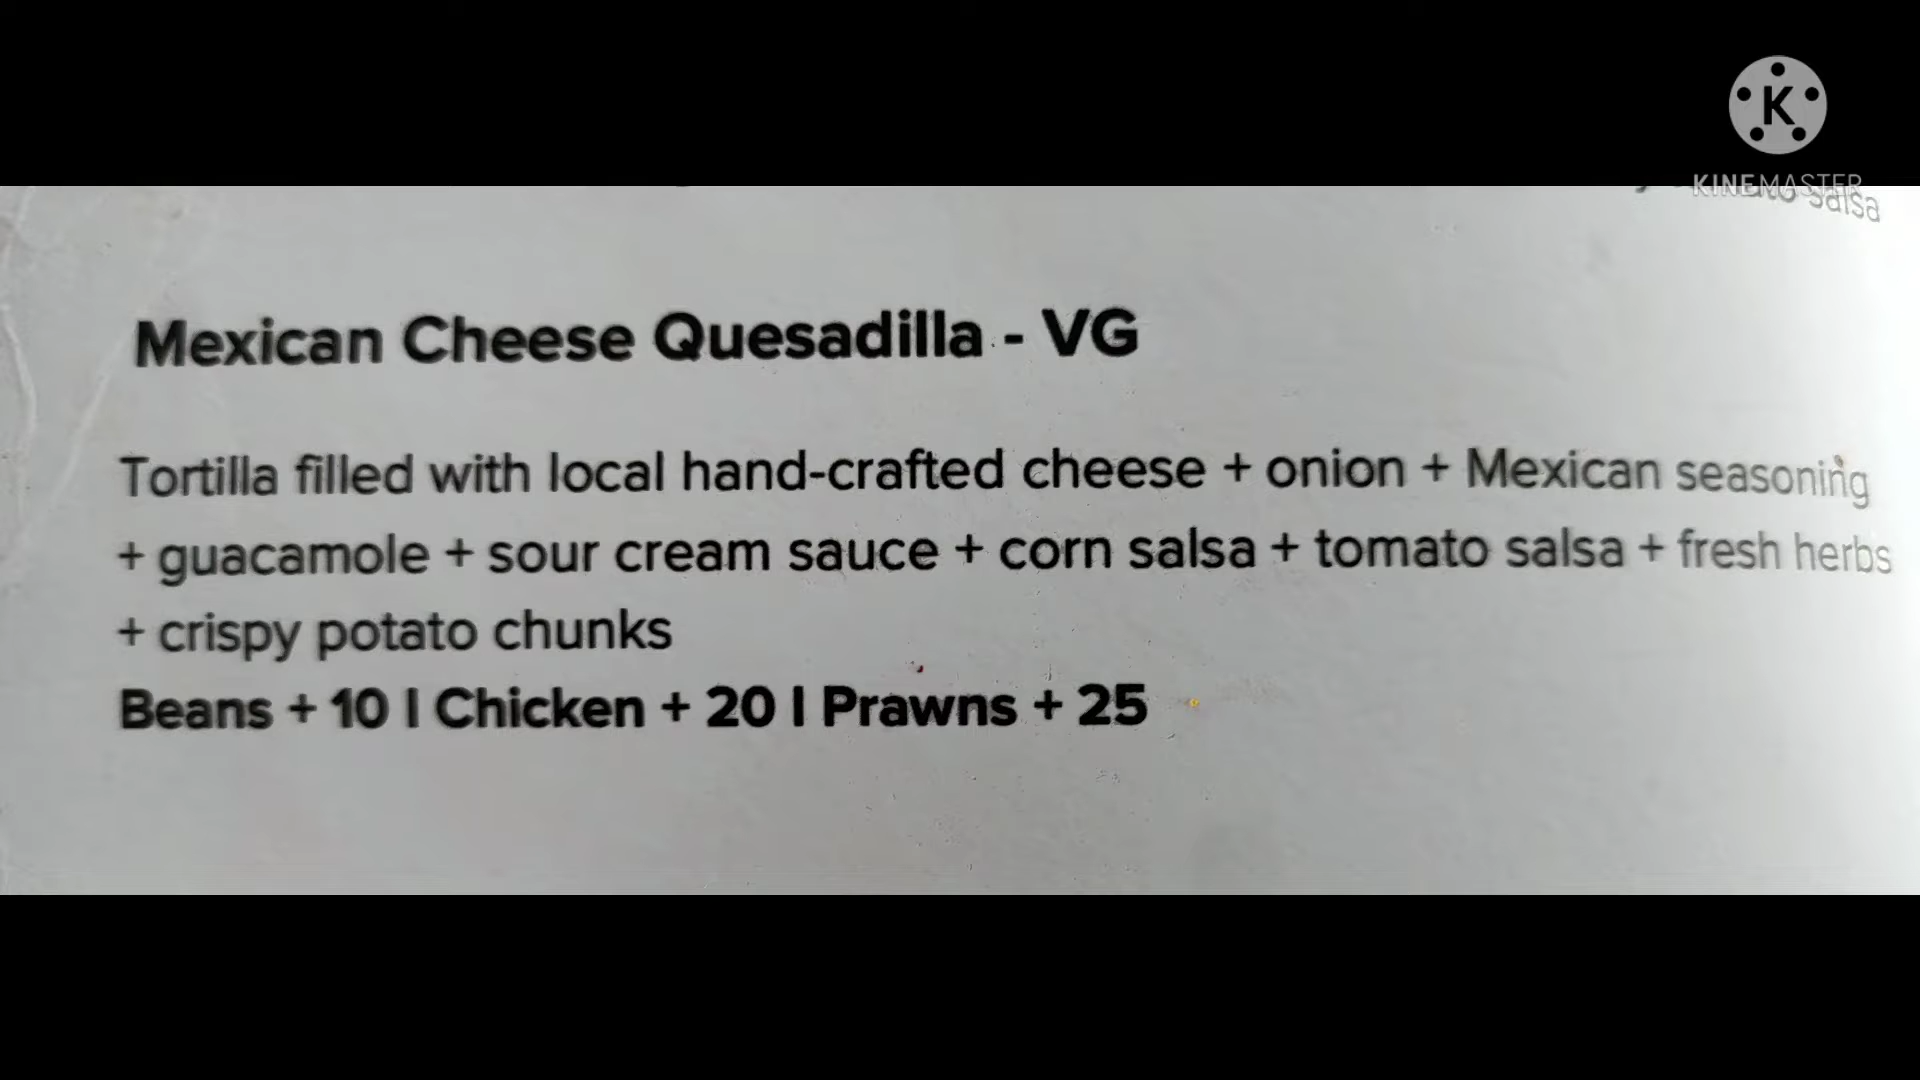 K
KINEMASTER
salsa
Mexican Cheese Quesadilla - VG
Tortilla filled with local hand-crafted cheese + onion + Mexican seasoning
+ guacamole + sour cream sauce + corn salsa + tomato salsa + fresh herbs
+ crispy potato chunks
Beans + 10 I Chicken + 20 I Prawns + 25